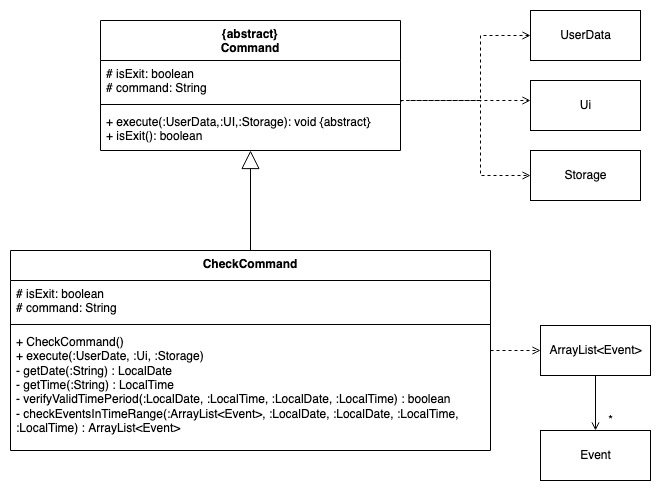 {abstract}
Command
# isExit: boolean
# command: String
+ execute(:UserData,:UI,:Storage): void {abstract}
+ isExit(): boolean
UserData
Ui
Storage
CheckCommand
# isExit: boolean
# command: String
+ CheckCommand()
+ execute(:UserDate, :Ui, :Storage)
- getDate(:String) : LocalDate
- getTime(:String) : LocalTime
- verifyValidTimePeriod(:LocalDate, :LocalTime, :LocalDate, :LocalTime) : boolean
- checkEventsInTimeRange(:ArrayList<Event>, :LocalDate, :LocalDate, :LocalTime,
:LocalTime) : ArrayList<Event>
ArrayList<Event>
*
Event